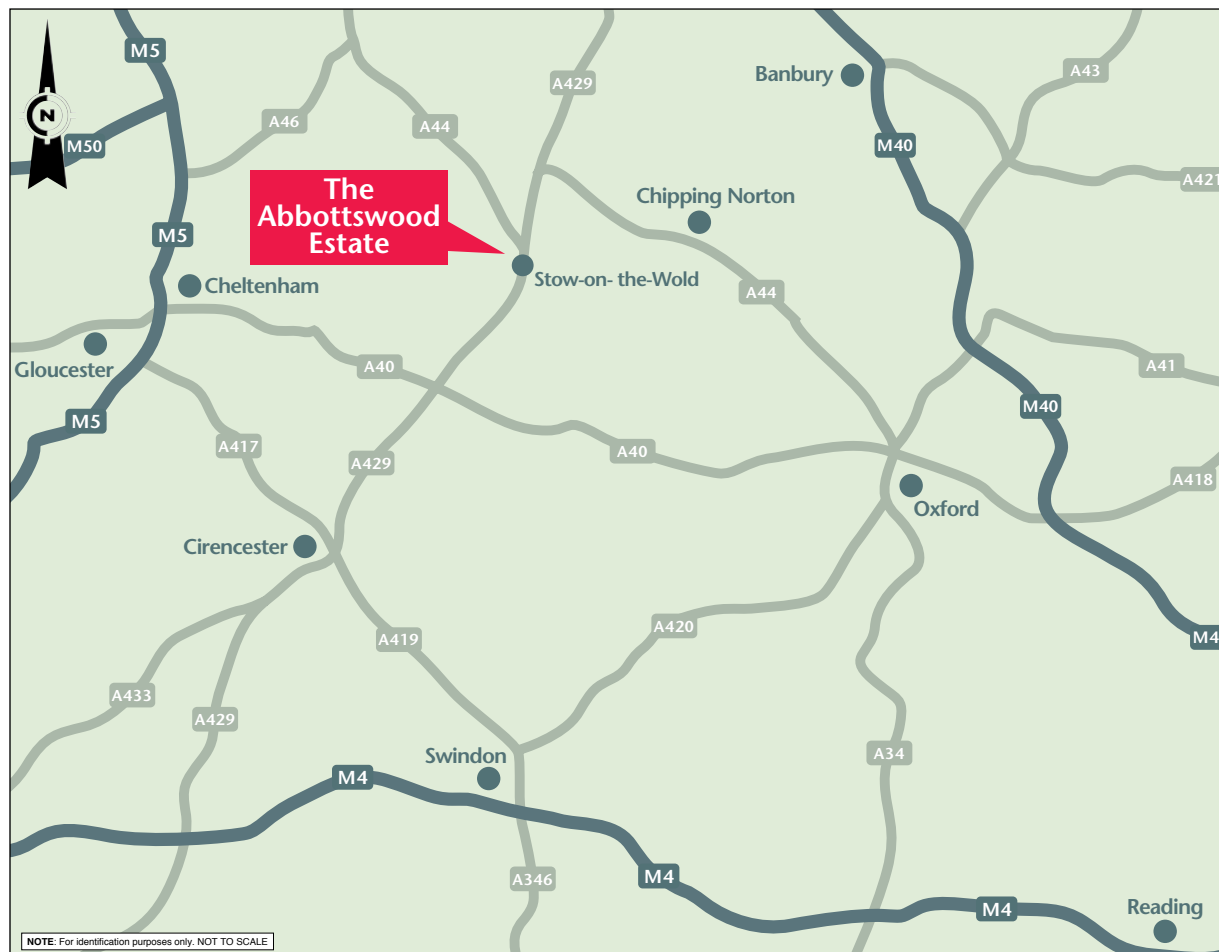 M5
A429
Banbury
A43
N
A46
A44
M50
M40
A421
The
Abbottswood
Estate
Chipping Norton
M5
Stow-on- the-Wold
Cheltenham
A44
Gloucester
A40
A41
M5
M40
A417
A429
A40
A418
Oxford
Cirencester
A420
A419
M4
A433
A429
A34
Swindon
M4
M4
A346
M4
Reading
NOTE: For identification purposes only. NOT TO SCALE